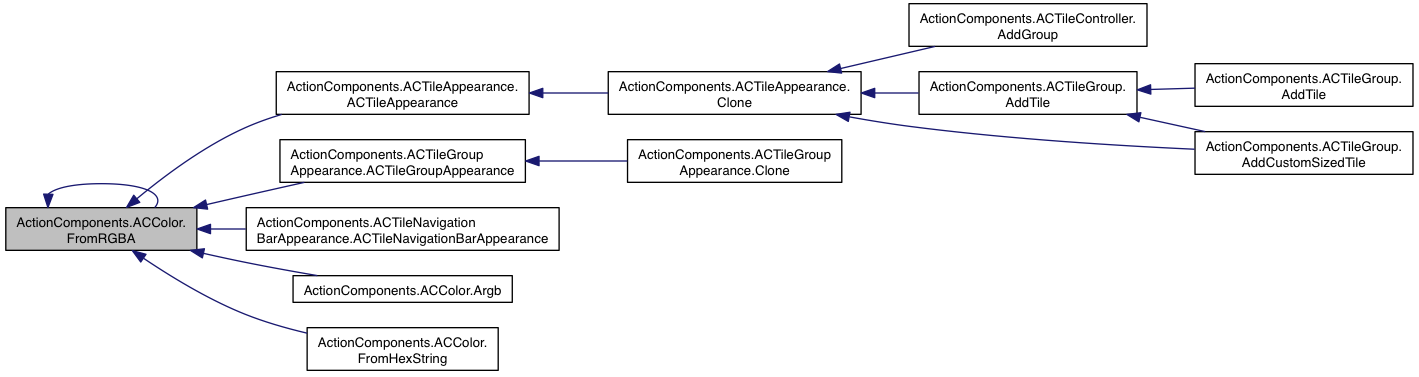 ActionComponents.ACTileController.
AddGroup
ActionComponents.ACTileAppearance.
ACTileAppearance
ActionComponents.ACTileAppearance.
Clone
ActionComponents.ACTileGroup.
AddTile
ActionComponents.ACTileGroup.
AddTile
ActionComponents.ACTileGroup.
AddCustomSizedTile
ActionComponents.ACTileGroup
Appearance.ACTileGroupAppearance
ActionComponents.ACTileGroup
Appearance.Clone
ActionComponents.ACColor.
FromRGBA
ActionComponents.ACTileNavigation
BarAppearance.ACTileNavigationBarAppearance
ActionComponents.ACColor.Argb
ActionComponents.ACColor.
FromHexString